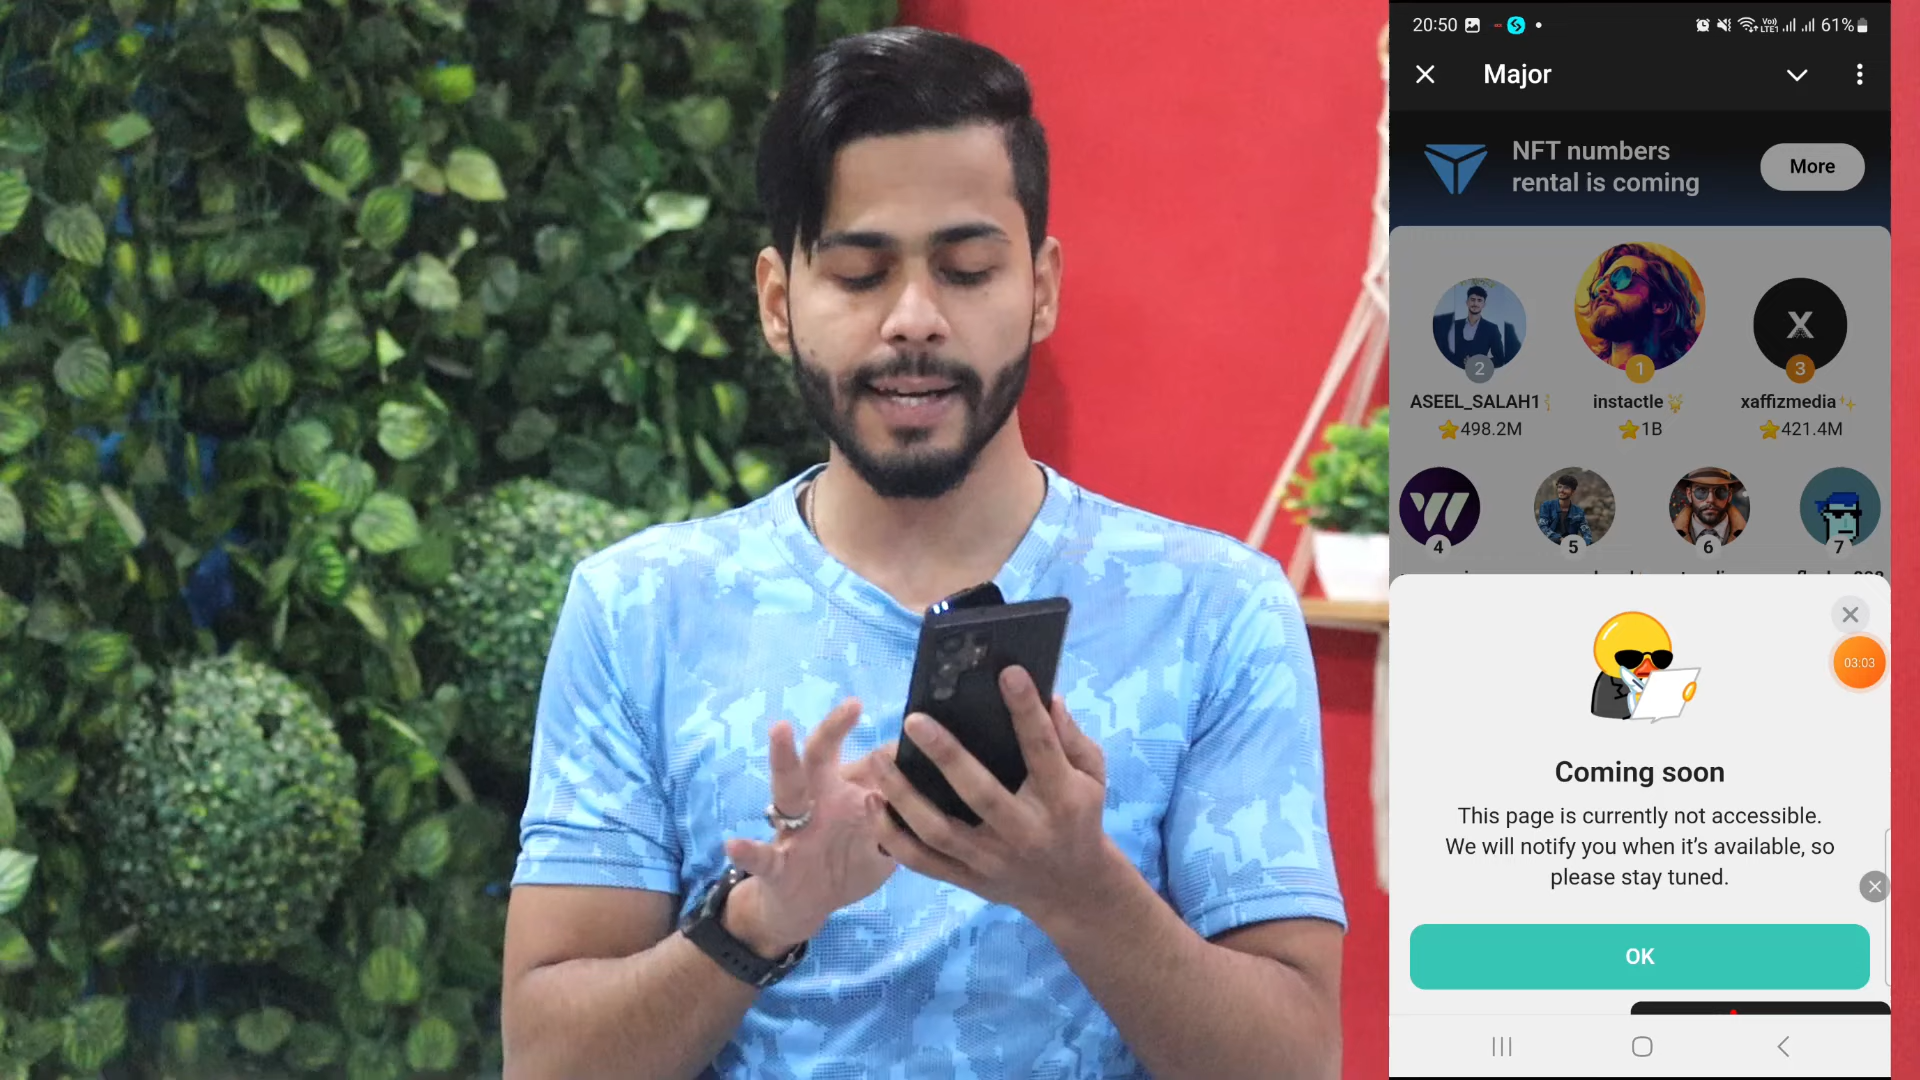 20:50
Vo))
LTE1
61%
Major
NFT numbers
rental is coming
More
2
1
X
3
ASEEL_SALAH1
instactle
xaffizmedia
498.2M
1B
421.4M
W
4
5
6
7
03:03
Coming soon
This page is currently not accessible.
We will notify you when it’s available, so
please stay tuned.
OK